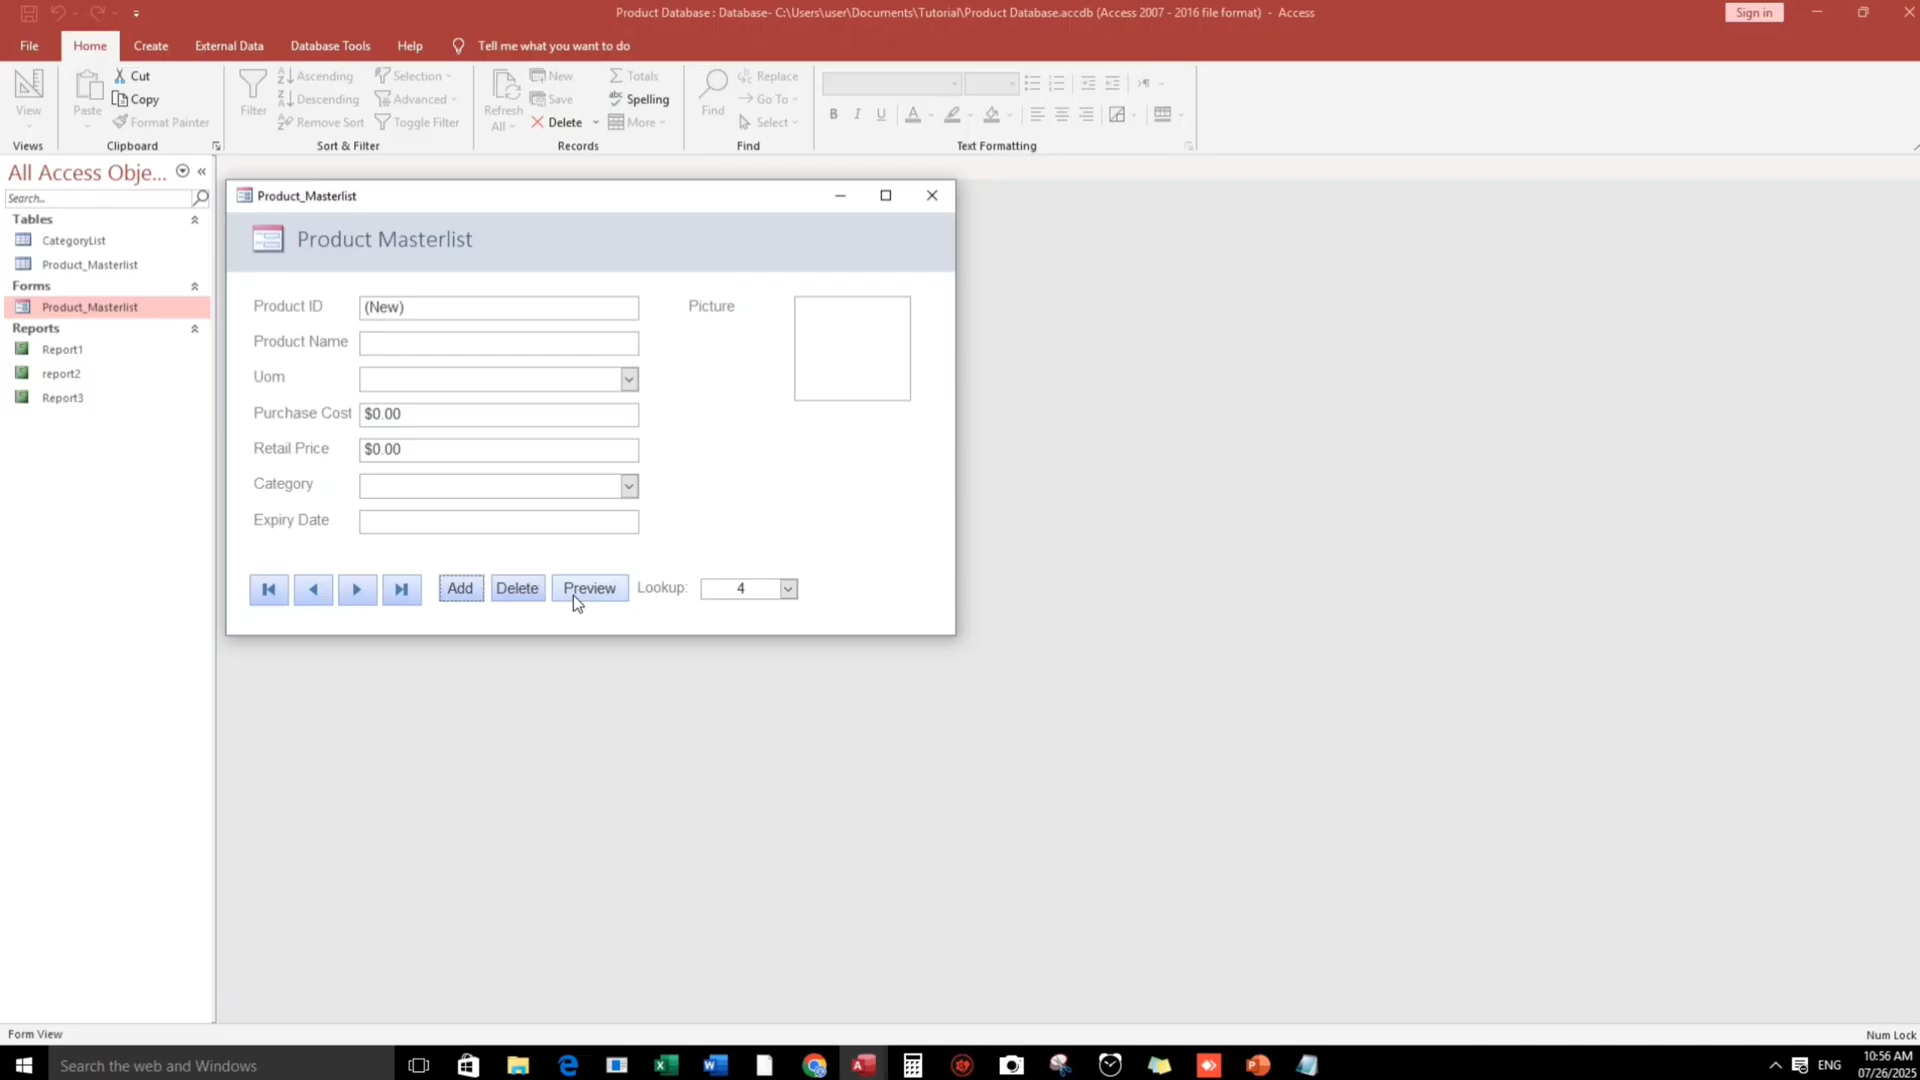 Product Database : Database- C:\Users\user\Documents\Tutorial\Product Database.accdb (Access 2007 - 2016 file format) - Access
Sign in
File
Home
Create
External Data
Database Tools
Help
Tell me what you want to do
View
Views
Paste
Cut
Copy
Format Painter
Clipboard
Filter
Ascending
Descending
Remove Sort
Selection
Advanced
Toggle Filter
Sort & Filter
Refresh
All
New
Save
Delete
Totals
Spelling
More
Records
Find
Replace
Go To
Select
Find
B I U
Text Formatting
All Access Obje...
Search...
Tables
CategoryList
Product_Masterlist
Forms
Product_Masterlist
Reports
Report1
report2
Report3
Product_Masterlist
Product Masterlist
Product ID (New)
Picture
Product Name
Uom
Purchase Cost $0.00
Retail Price $0.00
Category
Expiry Date
Add
Delete
Preview
Lookup: 4
Form View
Num Lock
Search the web and Windows
ENG
10:56 AM
07/26/2025